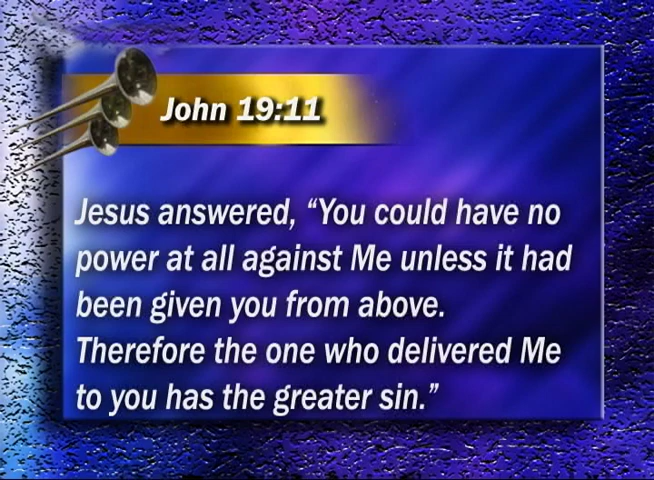 John 19:11
Jesus answered, “You could have no
power at all against Me unless it had
been given you from above.
Therefore the one who delivered Me
to you has the greater sin.”